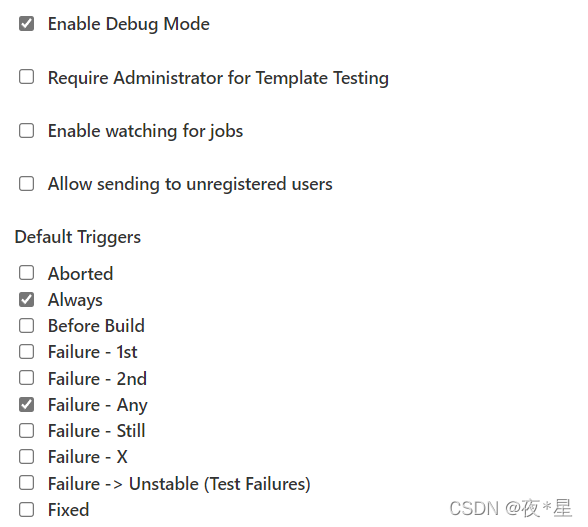 Enable Debug Mode
Require Administrator for Template Testing
Enable watching for jobs
Allow sending to unregistered users
Default Triggers
Aborted
Always
Before Build
Failure - 1st
Failure - 2nd
Failure - Any
Failure - Still
Failure - X
Failure -> Unstable (Test Failures)
Fixed
CSDN @夜*星